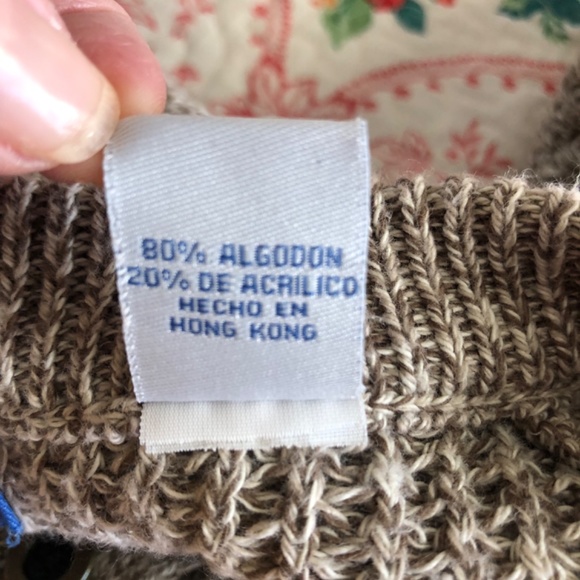 80% ALGODON
20% DE ACRILICO
HECHO EN
HONG KONG